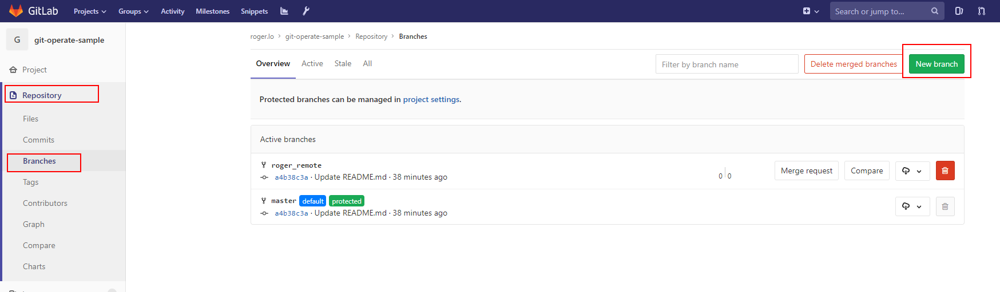 GitLab Projects Groups Activity Milestones Snippets Search or jump to...
G git-operate-sample
Project
Repository
Files
Commits
Branches
Tags
Contributors
Graph
Compare
Charts
roger.lo > git-operate-sample > Repository > Branches
Overview Active Stale All Filter by branch name Delete merged branches New branch
Protected branches can be managed in project settings.
Active branches
roger_remote
a4b38c3a · Update README.md · 38 minutes ago
0 0 Merge request Compare
master default protected
a4b38c3a · Update README.md · 38 minutes ago